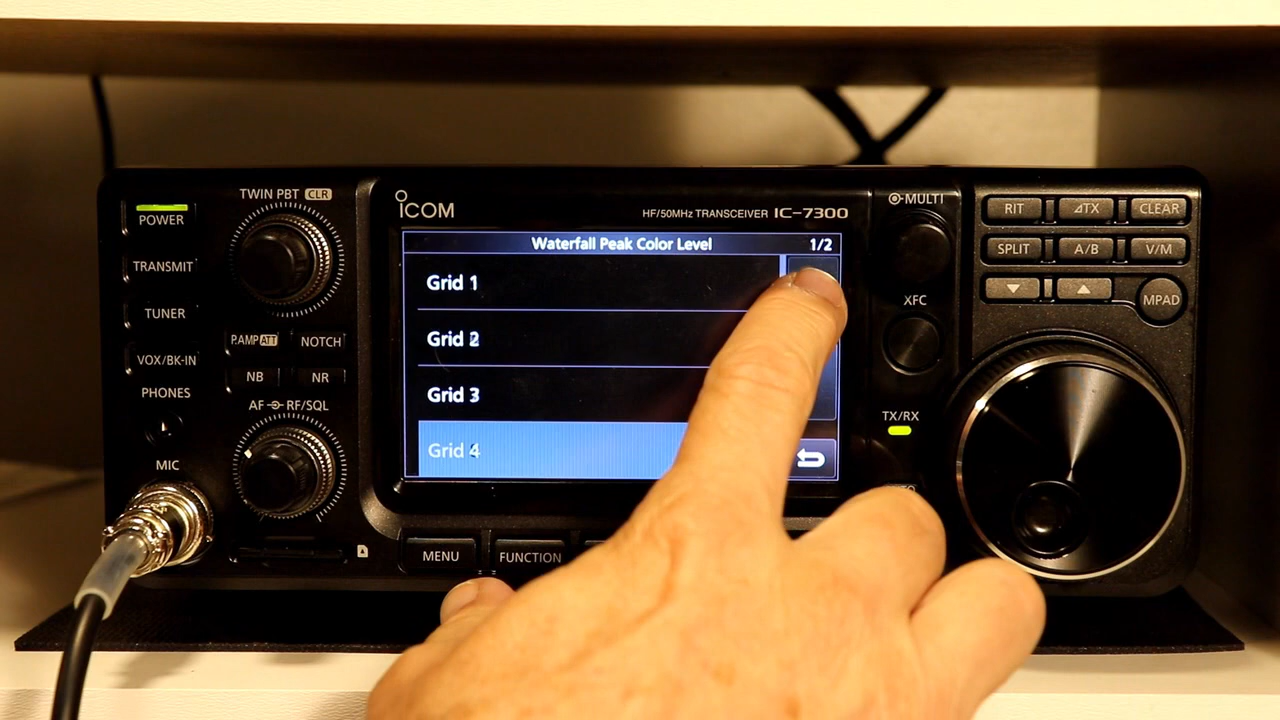 TWIN PBT CLR
POWER
TRANSMIT
TUNER
VOX/BK-IN
PHONES
MIC
P.AMP ATT
NOTCH
NB
NR
AF RF/SQL
ICOM
HF/50MHz TRANSCEIVER IC-7300
Waterfall Peak Color Level 1/2
Grid 1
Grid 2
Grid 3
Grid 4
MENU
FUNCTION
MULTI
XFC
TX/RX
RIT
⊿TX
CLEAR
SPLIT
A/B
V/M
MPAD